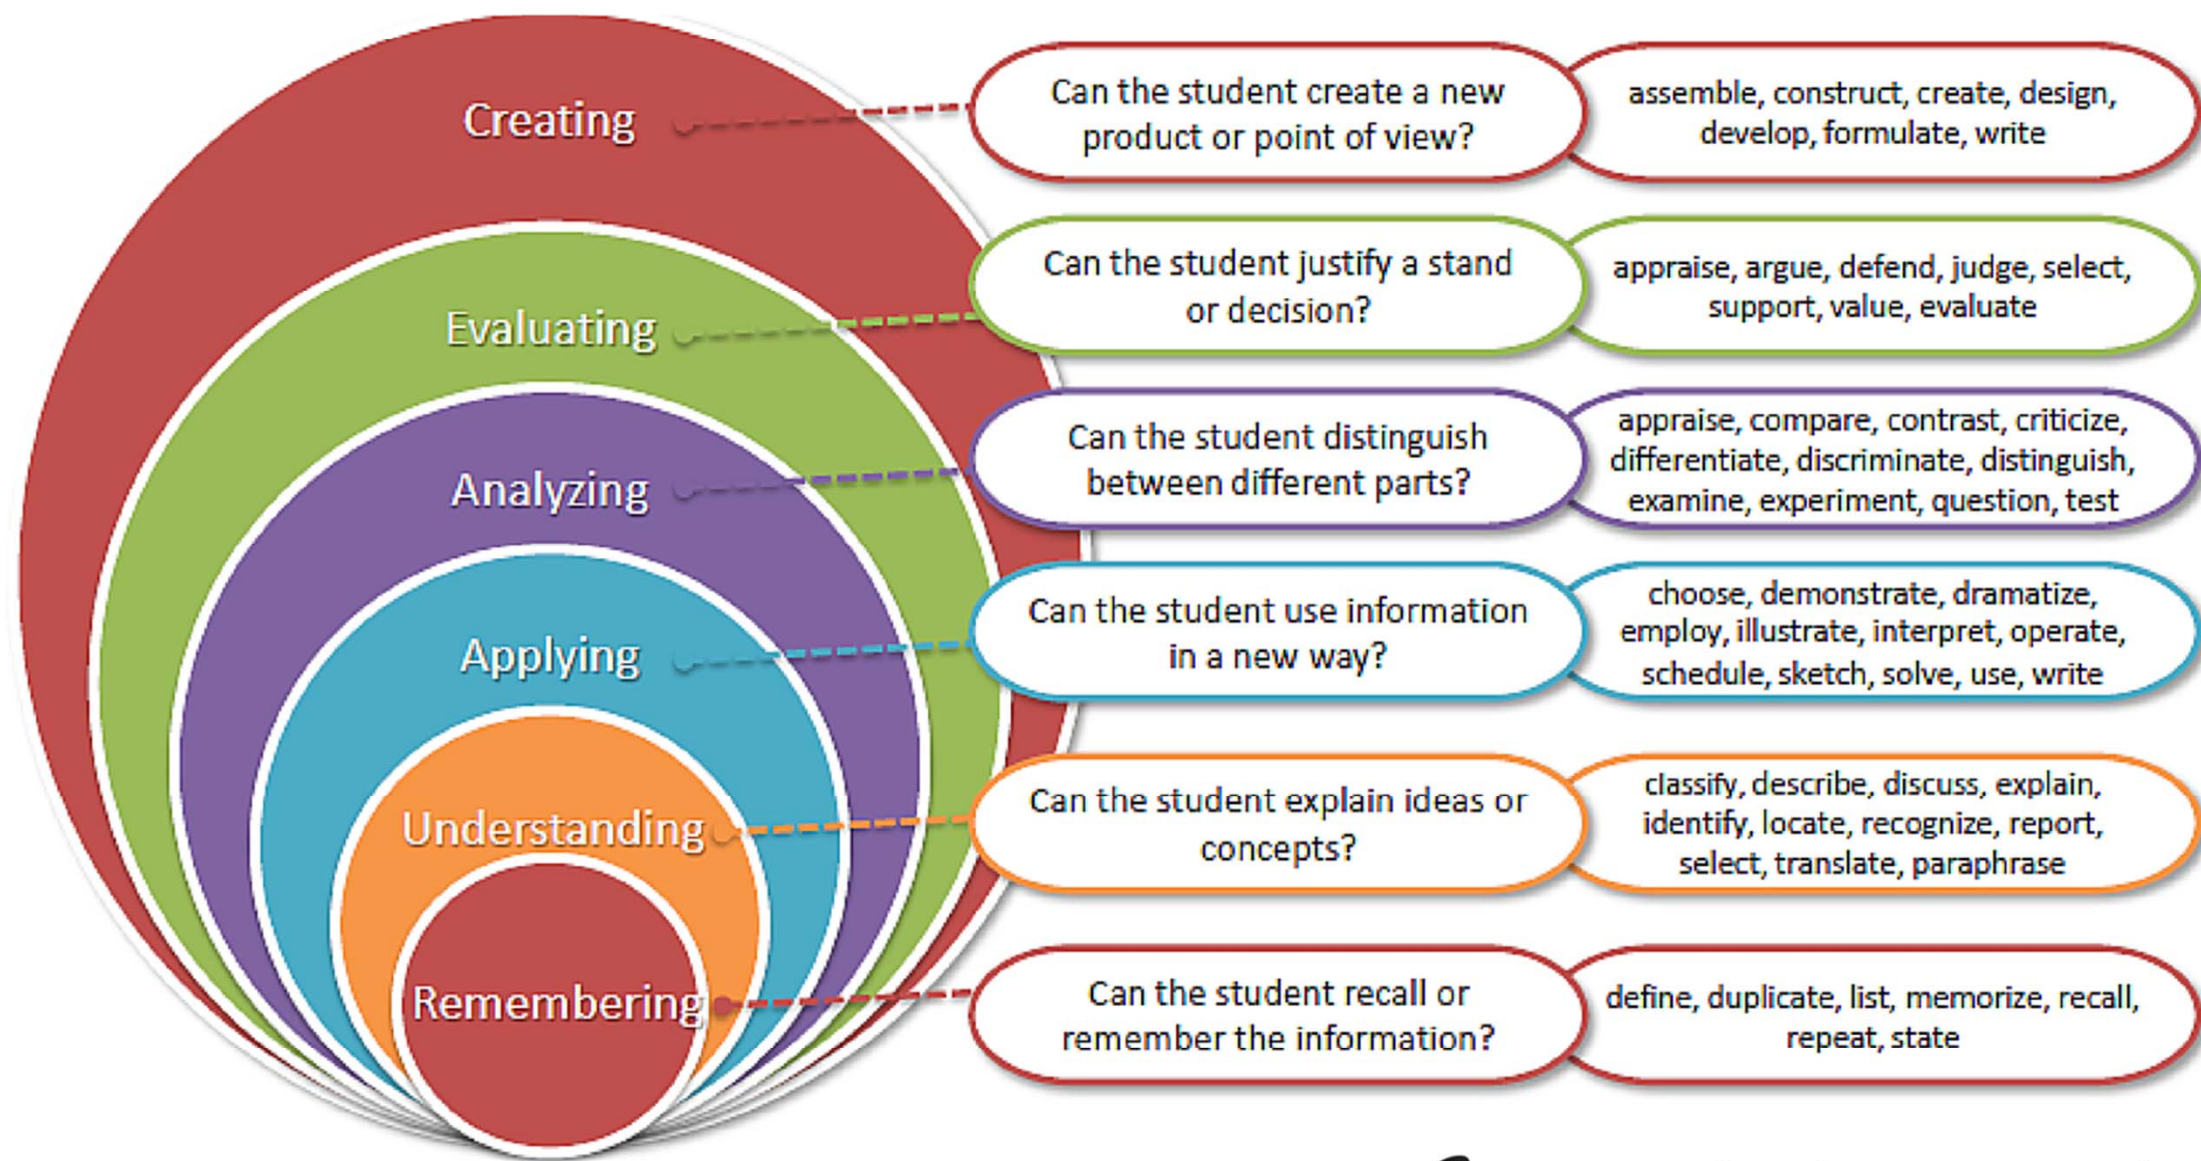 Creating
Can the student create a new
product or point of view?
assemble, construct, create, design,
develop, formulate, write
Evaluating
Can the student justify a stand
or decision?
appraise, argue, defend, judge, select,
support, value, evaluate
Analyzing
Can the student distinguish
between different parts?
appraise, compare, contrast, criticize,
differentiate, discriminate, distinguish,
examine, experiment, question, test
Applying
Can the student use information
in a new way?
choose, demonstrate, dramatize,
employ, illustrate, interpret, operate,
schedule, sketch, solve, use, write
Understanding
Can the student explain ideas or
concepts?
classify, describe, discuss, explain,
identify, locate, recognize, report,
select, translate, paraphrase
Remembering
Can the student recall or
remember the information?
define, duplicate, list, memorize, recall,
repeat, state